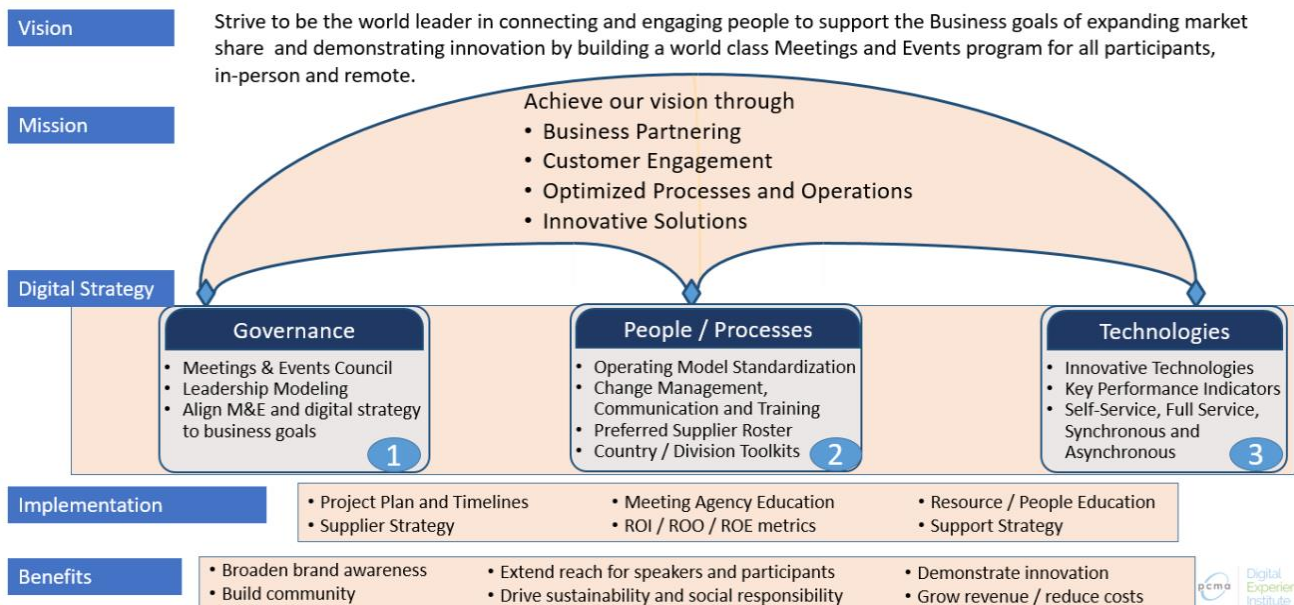 Vision
Strive to be the world leader in connecting and engaging people to support the Business goals of expanding market
share and demonstrating innovation by building a world class Meetings and Events program for all participants,
in-person and remote.
Mission
Achieve our vision through
• Business Partnering
• Customer Engagement
• Optimized Processes and Operations
• Innovative Solutions
Digital Strategy
Governance
• Meetings & Events Council
• Leadership Modeling
• Align M&E and digital strategy
to business goals
1
People / Processes
• Operating Model Standardization
• Change Management,
Communication and Training
• Preferred Supplier Roster
• Country / Division Toolkits
2
Technologies
• Innovative Technologies
• Key Performance Indicators
• Self-Service, Full Service,
Synchronous and
Asynchronous
3
Implementation
• Project Plan and Timelines
• Supplier Strategy
• Meeting Agency Education
• ROI / ROO / ROE metrics
• Resource / People Education
• Support Strategy
Benefits
• Broaden brand awareness
• Build community
• Extend reach for speakers and participants
• Drive sustainability and social responsibility
• Demonstrate innovation
• Grow revenue / reduce costs
pcma
Digital
Experien
Institute